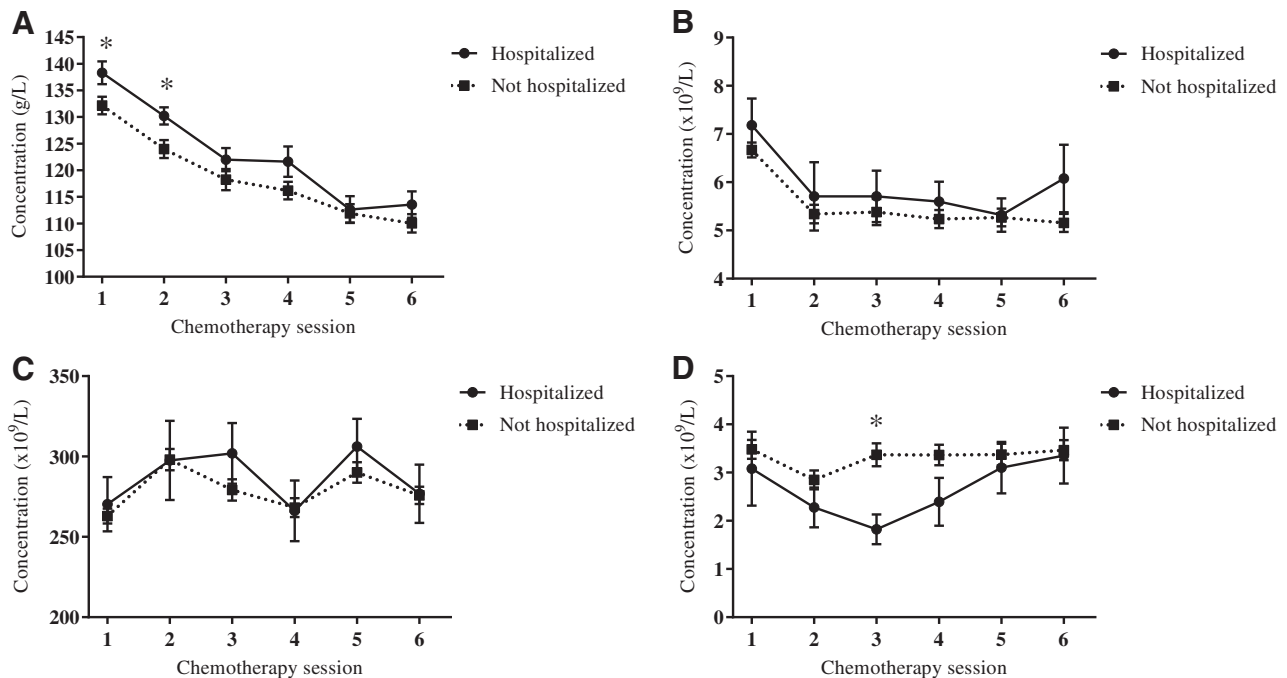 A
145
140
135
130
125
120
115
110
105
100
Concentration (g/L)
* *
1 2 3 4 5 6
Chemotherapy session
Hospitalized
Not hospitalized
B
9
8
7
6
5
4
Concentration (x10⁹/L)
1 2 3 4 5 6
Chemotherapy session
Hospitalized
Not hospitalized
C
350
300
250
200
Concentration (x10⁹/L)
1 2 3 4 5 6
Chemotherapy session
Hospitalized
Not hospitalized
D
5
4
3
2
1
0
Concentration (x10⁹/L)
*
1 2 3 4 5 6
Chemotherapy session
Hospitalized
Not hospitalized